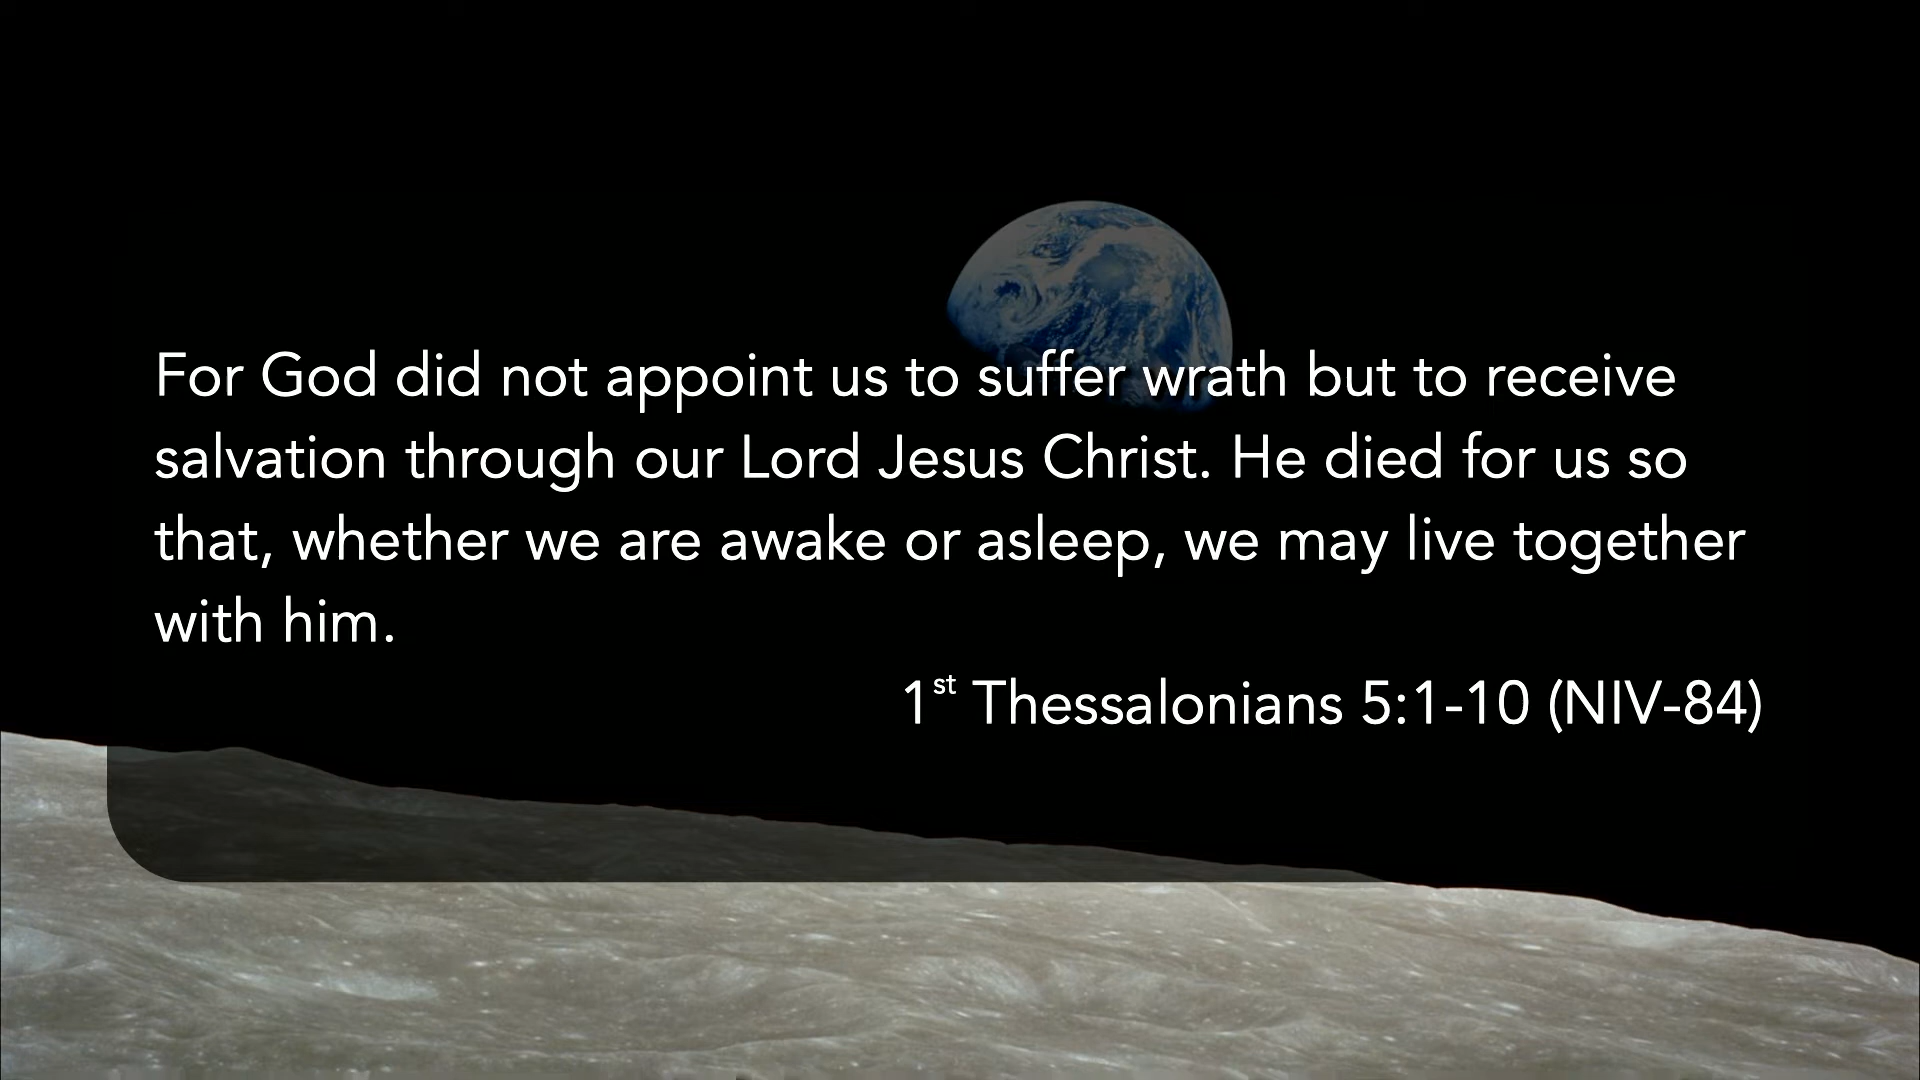 For God did not appoint us to suffer wrath but to receive
salvation through our Lord Jesus Christ. He died for us so
that, whether we are awake or asleep, we may live together
with him.
1st Thessalonians 5:1-10 (NIV-84)